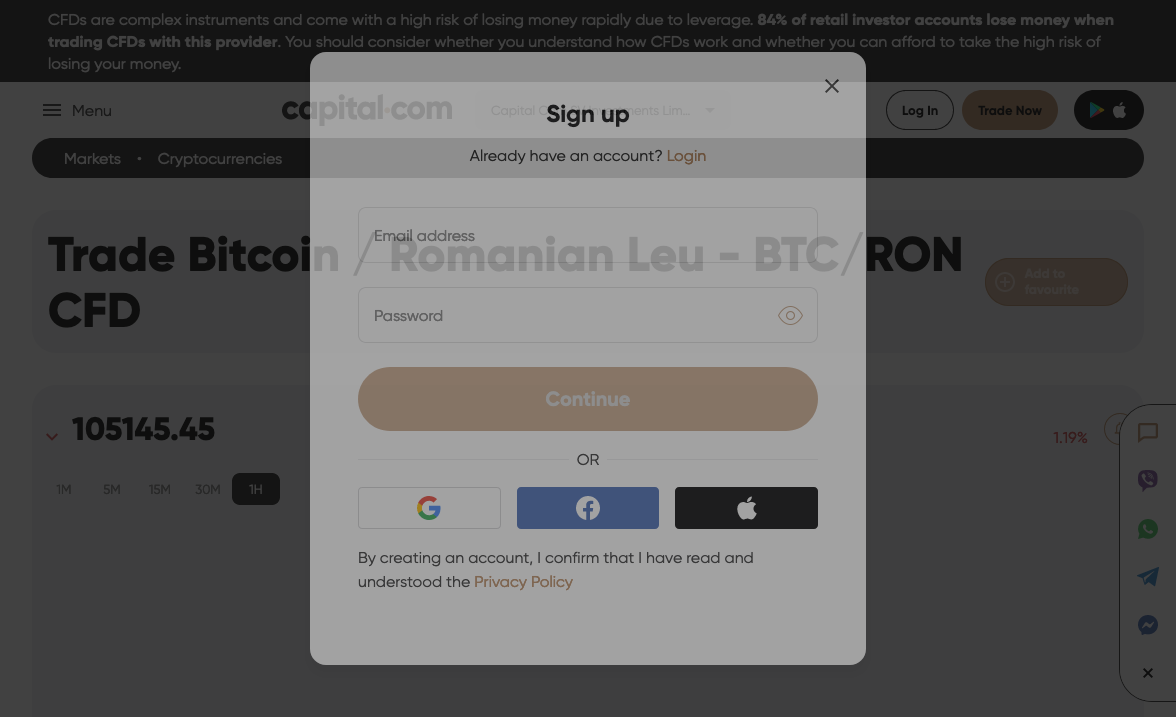 CFDs are complex instruments and come with a high risk of losing money rapidly due to leverage. 84% of retail investor accounts lose money when
trading CFDs with this provider. You should consider whether you understand how CFDs work and whether you can afford to take the high risk of
losing your money.
Menu
capital.com
Log In
Trade Now
Sign up
Markets
Cryptocurrencies
Already have an account? Login
Trade Bitcoin / Romanian Leu - BTC/RON
CFD
Add to
favourite
Email address
Password
Continue
105145.45
1.19%
OR
1M 5M 15M 30M 1H
By creating an account, I confirm that I have read and
understood the Privacy Policy